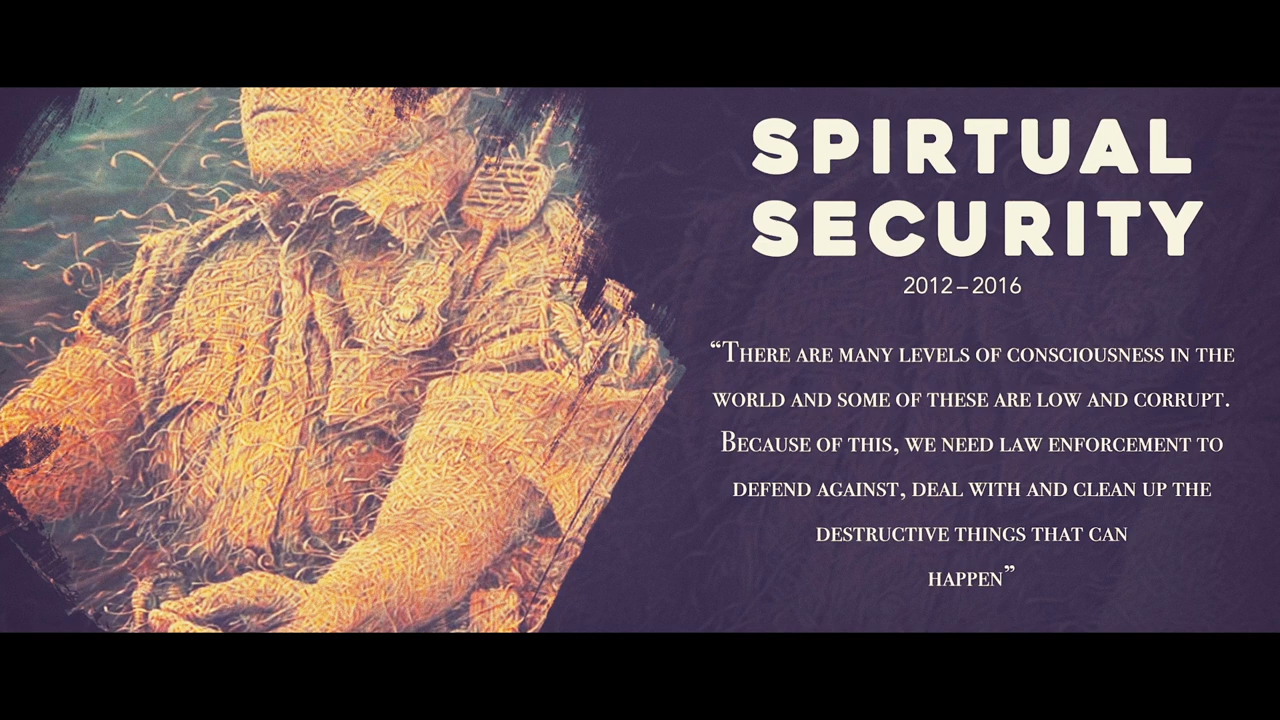 SPIRTUAL
SECURITY
2012–2016
“There are many levels of consciousness in the
world and some of these are low and corrupt.
Because of this, we need law enforcement to
defend against, deal with and clean up the
destructive things that can
happen”